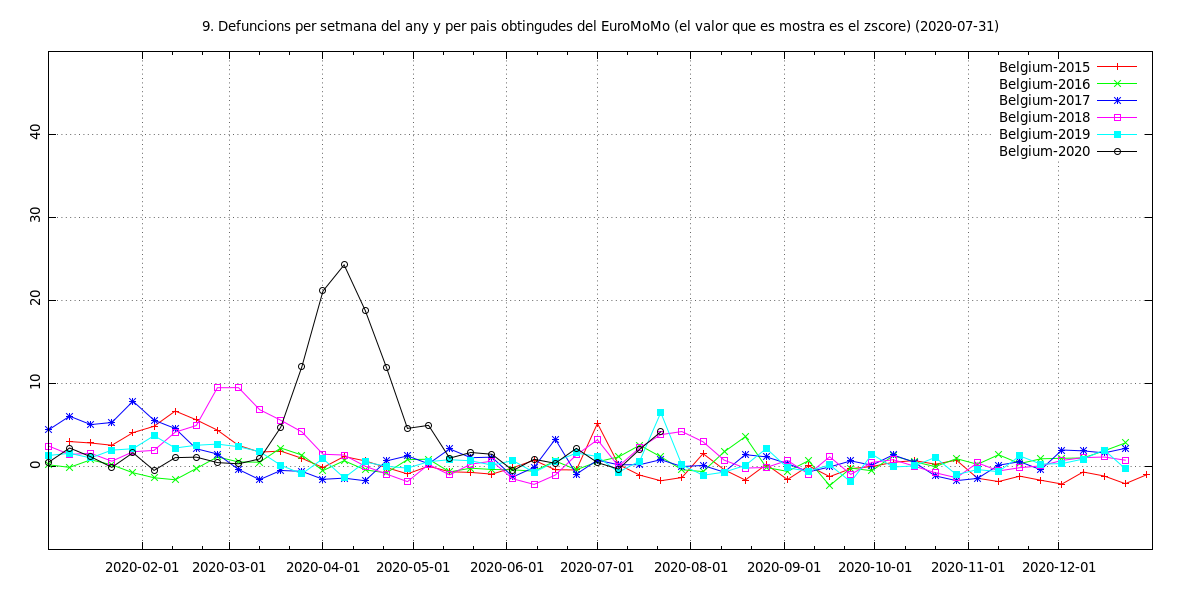 9. Defuncions per setmana del any y per pais obtingudes del EuroMoMo (el valor que es mostra es el zscore) (2020-07-31)
Belgium-2015
Belgium-2016
Belgium-2017
Belgium-2018
Belgium-2019
Belgium-2020
40
30
20
10
0
2020-02-01 2020-03-01 2020-04-01 2020-05-01 2020-06-01 2020-07-01 2020-08-01 2020-09-01 2020-10-01 2020-11-01 2020-12-01